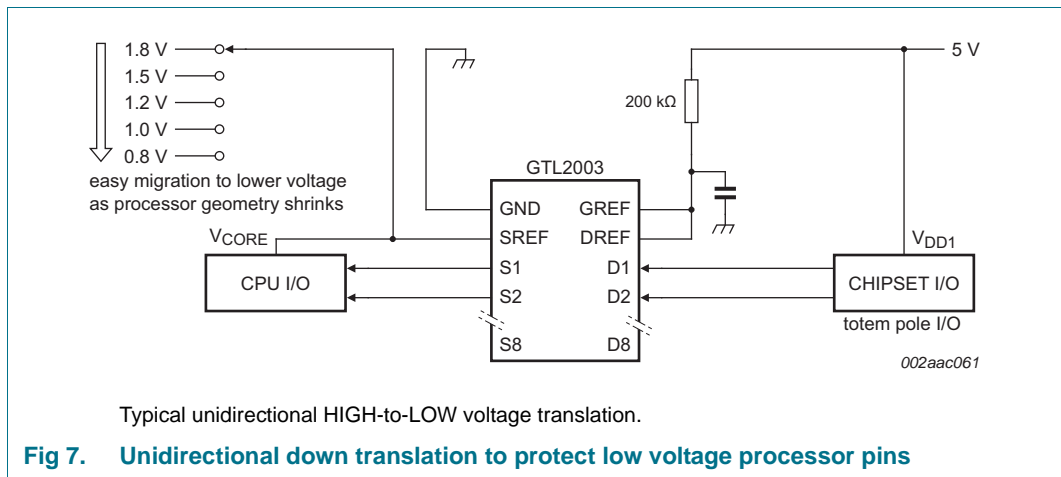 1.8 V
1.5 V
1.2 V
1.0 V
0.8 V
easy migration to lower voltage
as processor geometry shrinks
5 V
200 kΩ
GTL2003
GND GREF
SREF DREF
S1 D1
S2 D2
S8 D8
VCORE
CPU I/O
VDD1
CHIPSET I/O
totem pole I/O
002aac061
Typical unidirectional HIGH-to-LOW voltage translation.
Fig 7. Unidirectional down translation to protect low voltage processor pins